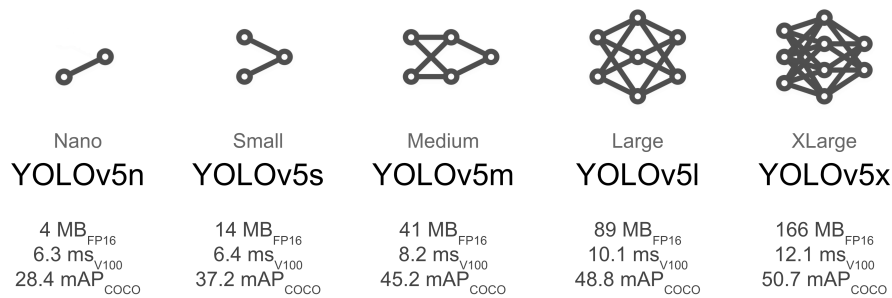 Nano Small Medium Large XLarge
YOLOv5n YOLOv5s YOLOv5m YOLOv5l YOLOv5x
4 MB FP16 14 MB FP16 41 MB FP16 89 MB FP16 166 MB FP16
6.3 ms V100 6.4 ms V100 8.2 ms V100 10.1 ms V100 12.1 ms V100
28.4 mAP COCO 37.2 mAP COCO 45.2 mAP COCO 48.8 mAP COCO 50.7 mAP COCO